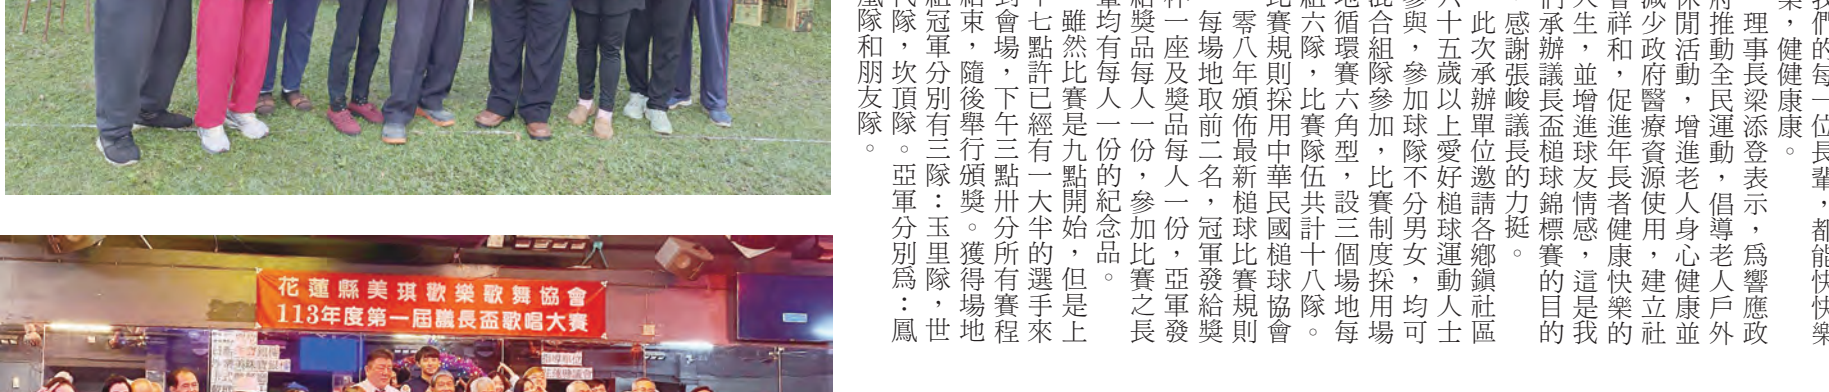 我們的每一位長輩，都能快快樂
樂，健健康康。
理事長梁添登表示，為響應政
府推動全民運動，倡導老人戶外
休閒活動，增進老人身心健康並
減少政府醫療資源使用，建立社
會祥和，促進年長者健康快樂的
人生，並增進球友情感，這是我
們承辦議長盃槌球錦標賽的目的
。感謝張峻議長的力挺。
此次承辦單位邀請各鄉鎮社區
六十五歲以上愛好槌球運動人士
參與，參加球隊不分男女，均可
混合組隊參加，比賽制度採用場
地循環賽六角型，設三個場地每
組六隊，比賽隊伍共計十八隊。
比賽規則採用中華民國槌球協會
二零八年頒佈最新槌球比賽規則
。每場地取前二名，冠軍發給獎
杯一座及獎品每人一份，亞軍發
給獎品每人一份，參加比賽之長
輩均有每人一份的紀念品。
雖然比賽是九點開始，但是上
午七點許已經有一大半的選手來
到會場，下午三點卅分所有賽程
結束，隨後舉行頒獎。獲得場地
組冠軍分別有三隊：玉里隊，世
代隊，坎頂隊。亞軍分別為：鳳
凰隊和朋友隊。
花蓮縣美琪歡樂歌舞協會
113年度第一屆議長盃歌唱大賽